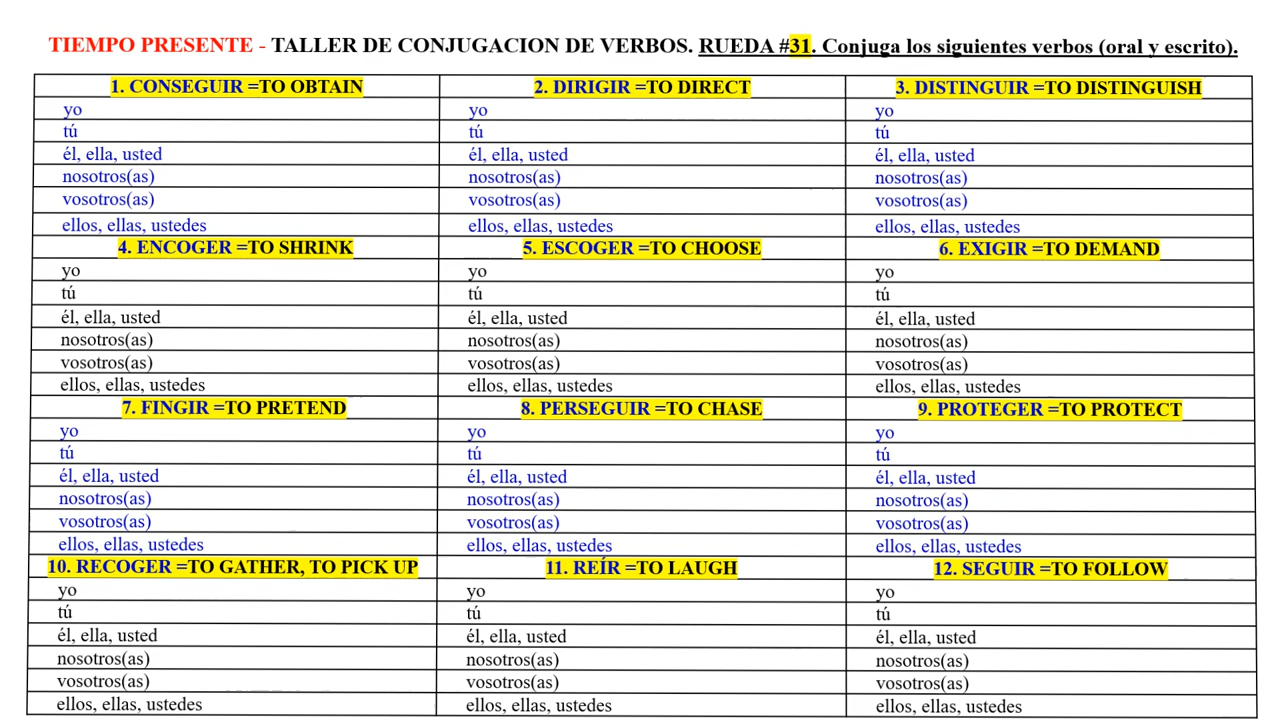 TIEMPO PRESENTE - TALLER DE CONJUGACION DE VERBOS. RUEDA #31. Conjuga los siguientes verbos (oral y escrito).
1. CONSEGUIR =TO OBTAIN 2. DIRIGIR =TO DIRECT 3. DISTINGUIR =TO DISTINGUISH
yo yo yo
tú tú tú
él, ella, usted él, ella, usted él, ella, usted
nosotros(as) nosotros(as) nosotros(as)
vosotros(as) vosotros(as) vosotros(as)
ellos, ellas, ustedes ellos, ellas, ustedes ellos, ellas, ustedes
4. ENCOGER =TO SHRINK 5. ESCOGER =TO CHOOSE 6. EXIGIR =TO DEMAND
yo yo yo
tú tú tú
él, ella, usted él, ella, usted él, ella, usted
nosotros(as) nosotros(as) nosotros(as)
vosotros(as) vosotros(as) vosotros(as)
ellos, ellas, ustedes ellos, ellas, ustedes ellos, ellas, ustedes
7. FINGIR =TO PRETEND 8. PERSEGUIR =TO CHASE 9. PROTEGER =TO PROTECT
yo yo yo
tú tú tú
él, ella, usted él, ella, usted él, ella, usted
nosotros(as) nosotros(as) nosotros(as)
vosotros(as) vosotros(as) vosotros(as)
ellos, ellas, ustedes ellos, ellas, ustedes ellos, ellas, ustedes
10. RECOGER =TO GATHER, TO PICK UP 11. REÍR =TO LAUGH 12. SEGUIR =TO FOLLOW
yo yo yo
tú tú tú
él, ella, usted él, ella, usted él, ella, usted
nosotros(as) nosotros(as) nosotros(as)
vosotros(as) vosotros(as) vosotros(as)
ellos, ellas, ustedes ellos, ellas, ustedes ellos, ellas, ustedes